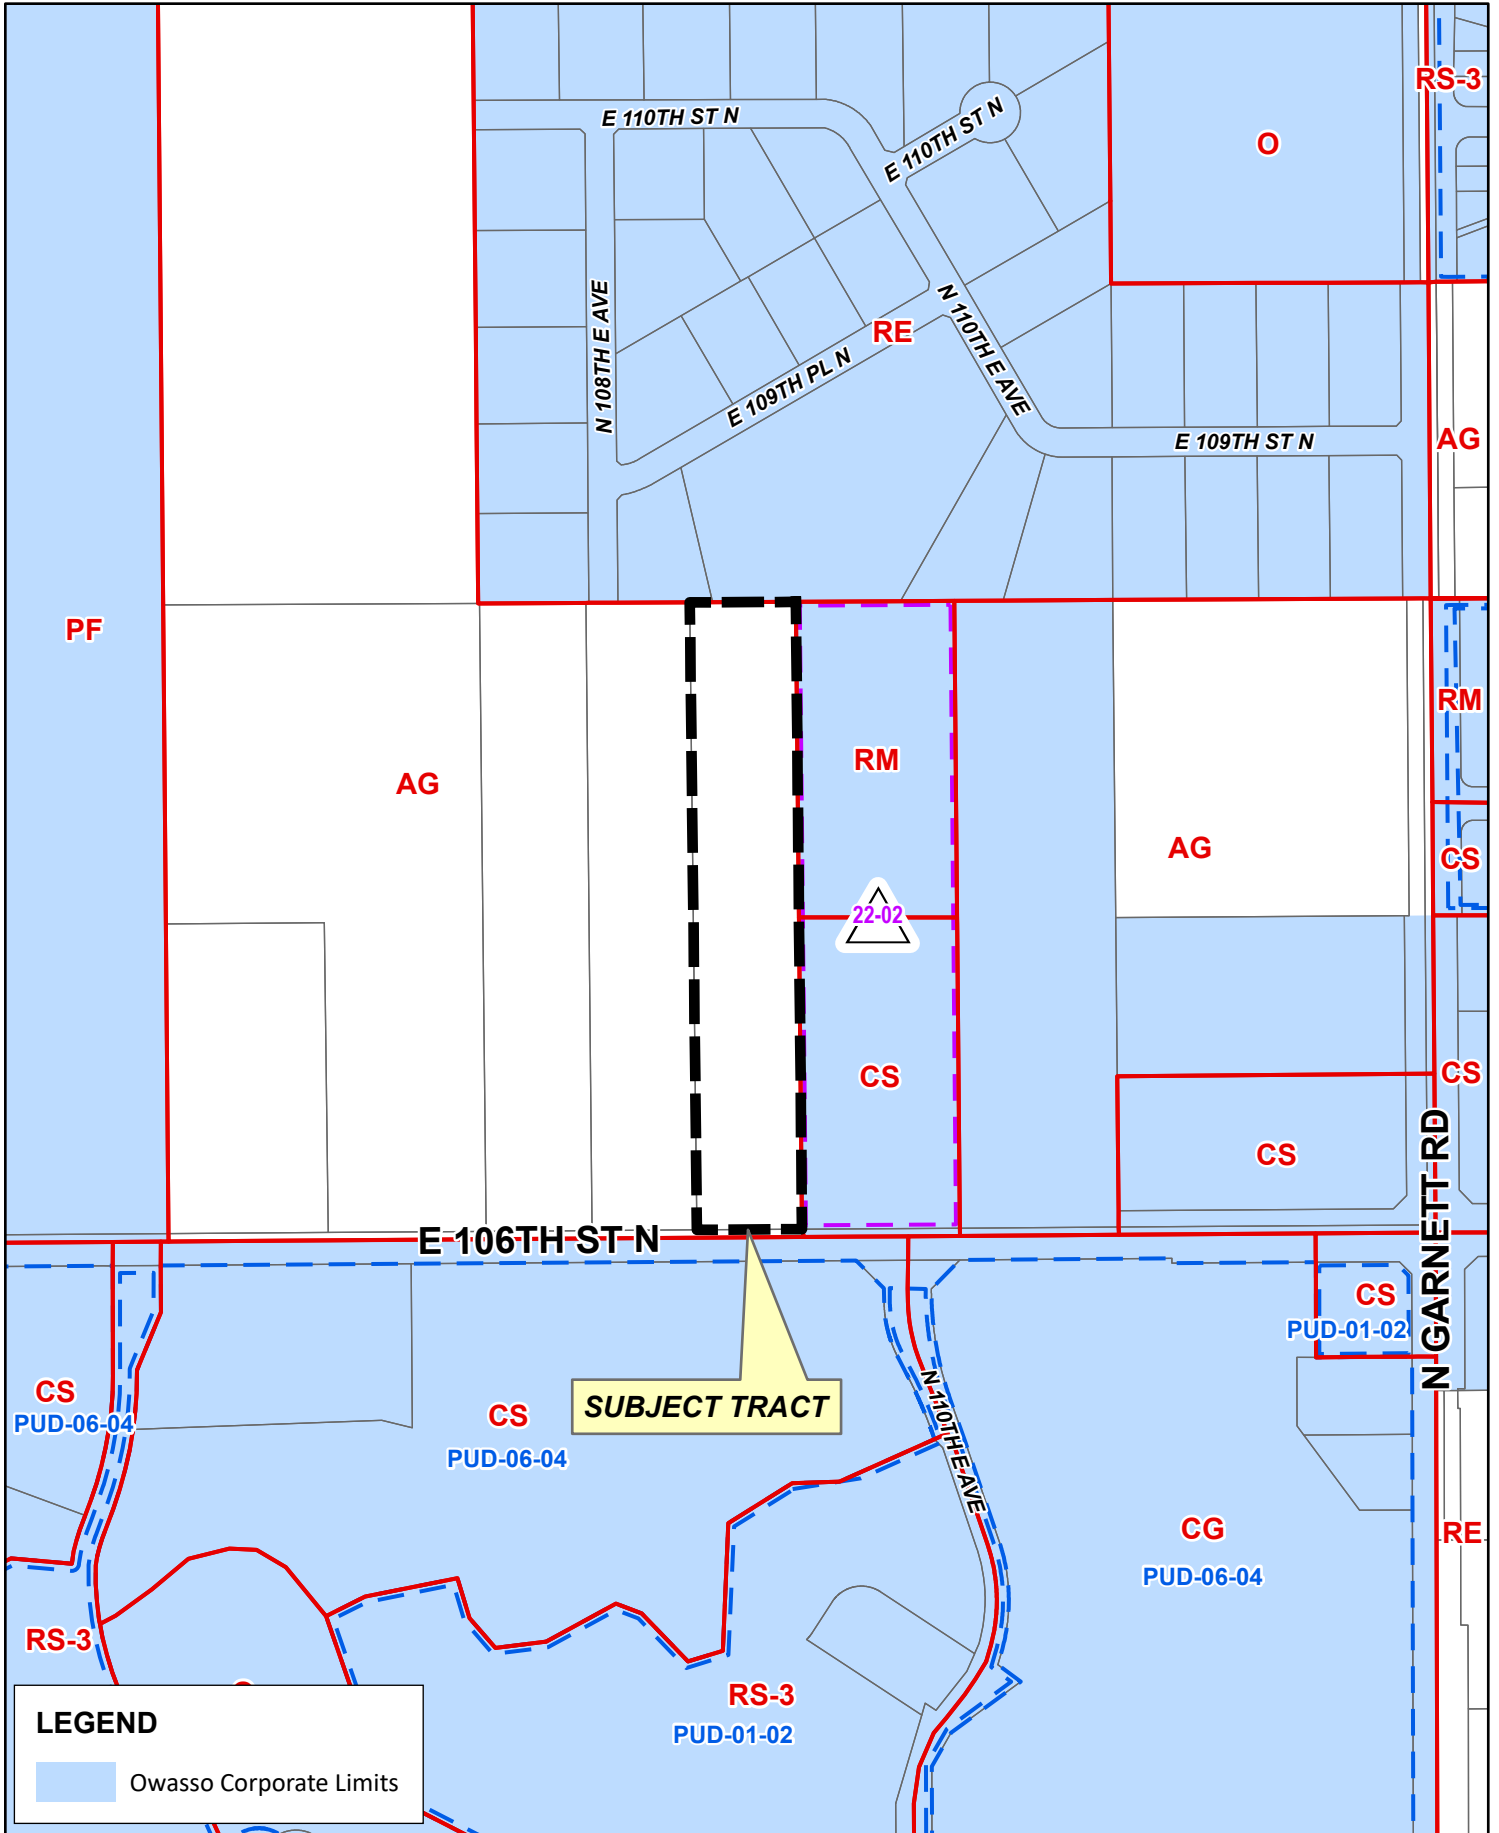 RS-3
E 110TH ST N
E 110TH ST N
O
N 108TH E AVE
RE
N 110TH E AVE
E 109TH PL N
E 109TH ST N
AG
PF
RM
RM
AG
AG
CS
22-02
CS
CS
CS
N GARNETT RD
E 106TH ST N
CS
PUD-01-02
CS
PUD-06-04
SUBJECT TRACT
CS
PUD-06-04
N 110TH E AVE
CG
PUD-06-04
RE
RS-3
RS-3
PUD-01-02
LEGEND
Owasso Corporate Limits